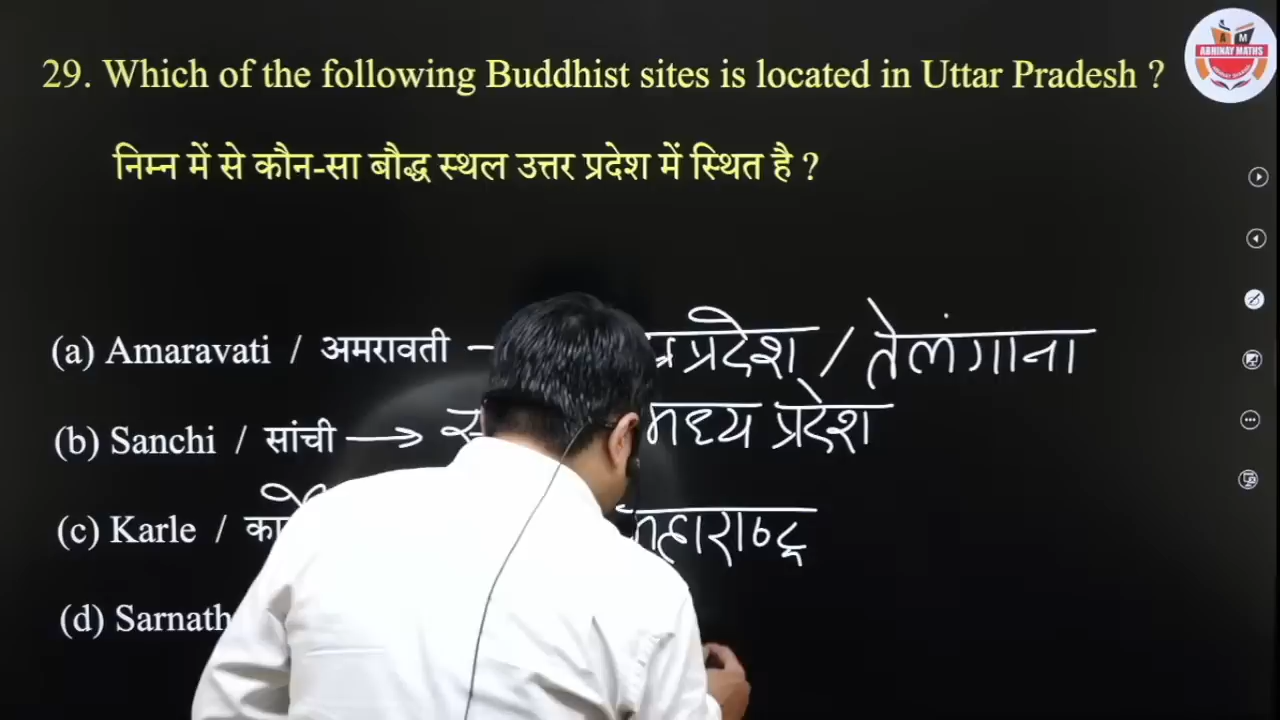 29. Which of the following Buddhist sites is located in Uttar Pradesh ?
निम्न में से कौन-सा बौद्ध स्थल उत्तर प्रदेश में स्थित है ?
(a) Amaravati / अमरावती – प्रदेश / तेलंगाना
(b) Sanchi / सांची → मध्य प्रदेश
(c) Karle / महाराष्ट्र
(d) Sarnath
A M
ABHINAY MATHS